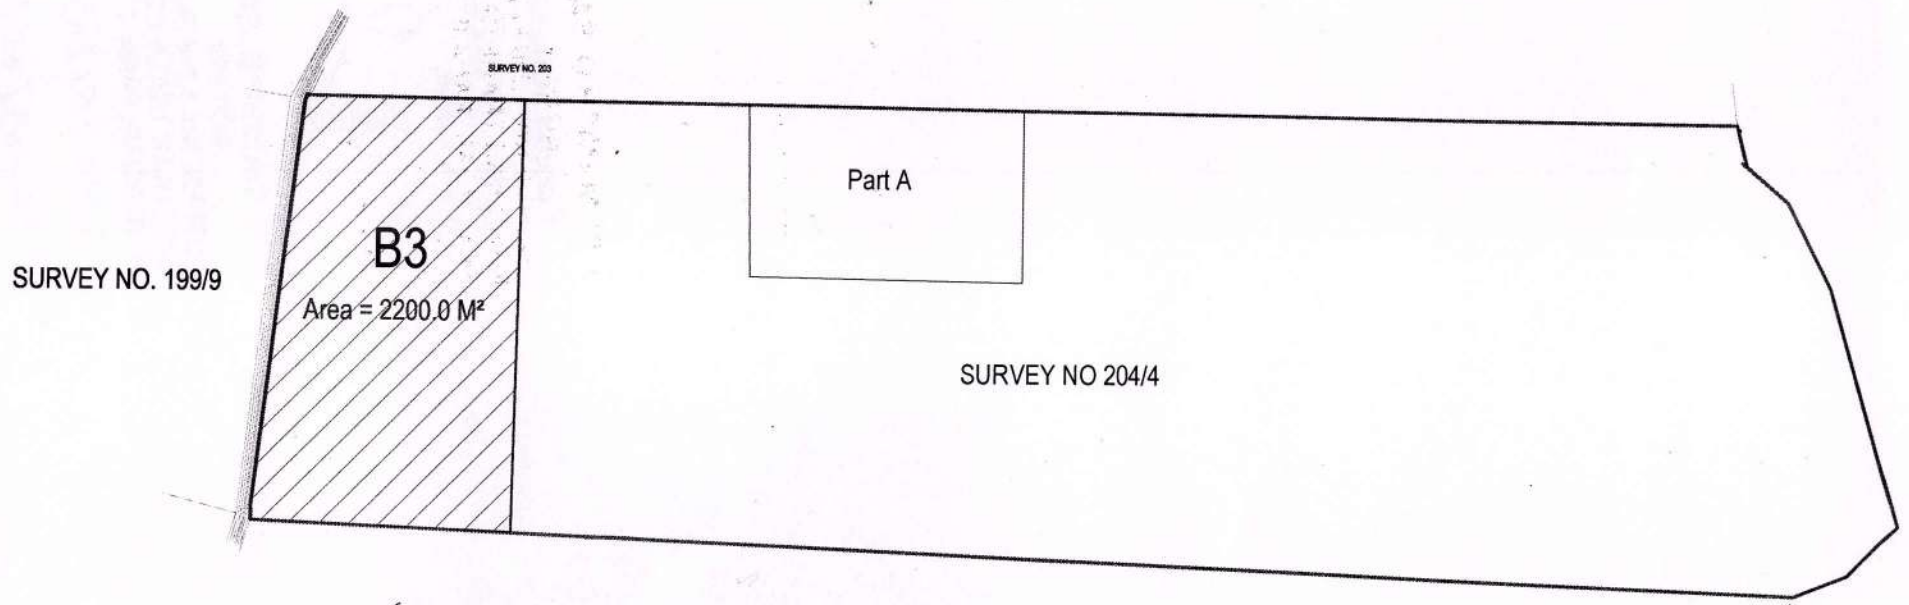 SURVEY NO. 203
Part A
B3
SURVEY NO. 199/9
Area = 2200.0 M²
SURVEY NO 204/4